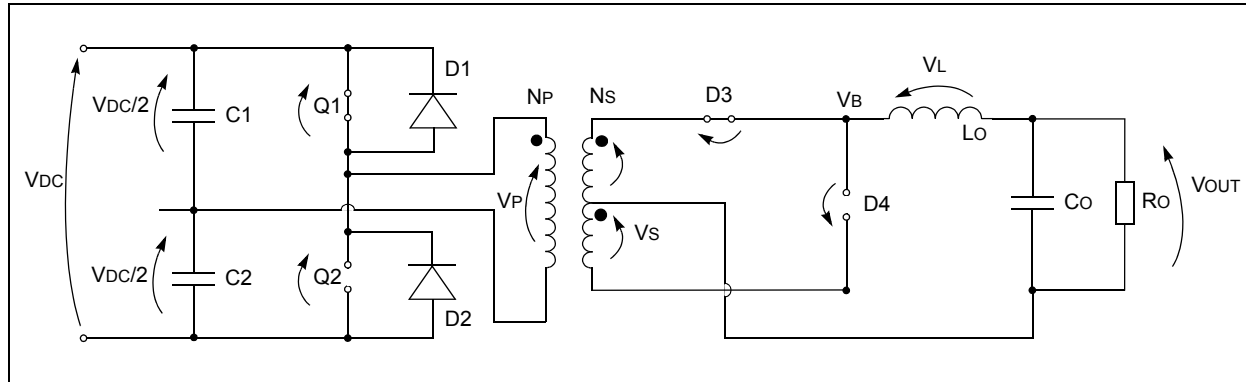 D1
VL
VDC/2
C1
Q1
NP
NS
D3
VB
LO
VDC
VP
VS
D4
CO
RO
VOUT
VDC/2
C2
Q2
D2